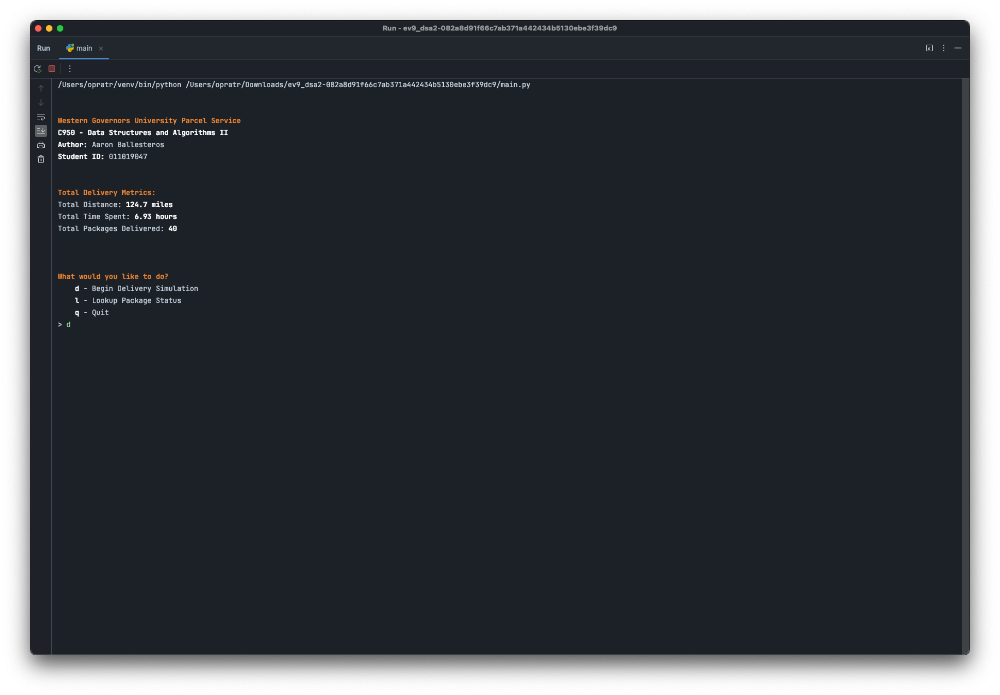 Run - ev9_dsa2-082a8d91f66c7ab371a442434b5130ebe3f39dc9
Run main
/Users/opratr/venv/bin/python /Users/opratr/Downloads/ev9_dsa2-082a8d91f66c7ab371a442434b5130ebe3f39dc9/main.py
Western Governors University Parcel Service
C950 - Data Structures and Algorithms II
Author: Aaron Ballesteros
Student ID: 011019047
Total Delivery Metrics:
Total Distance: 124.7 miles
Total Time Spent: 6.93 hours
Total Packages Delivered: 40
What would you like to do?
d - Begin Delivery Simulation
l - Lookup Package Status
q - Quit
> d